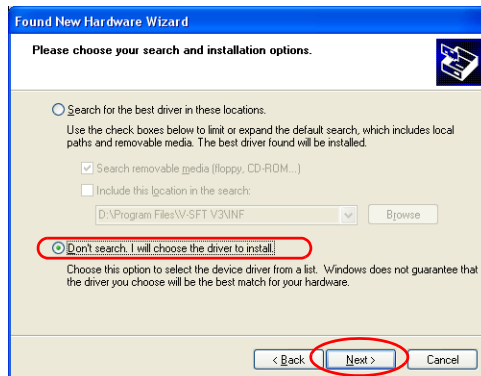 Found New Hardware Wizard
Please choose your search and installation options.
Search for the best driver in these locations.
Use the check boxes below to limit or expand the default search, which includes local
paths and removable media. The best driver found will be installed.
Search removable media (floppy, CD-ROM...)
Include this location in the search:
D:\Program Files\V-SFT V3\INF
Browse
Don't search. I will choose the driver to install.
Choose this option to select the device driver from a list. Windows does not guarantee that
the driver you choose will be the best match for your hardware.
< Back
Next >
Cancel